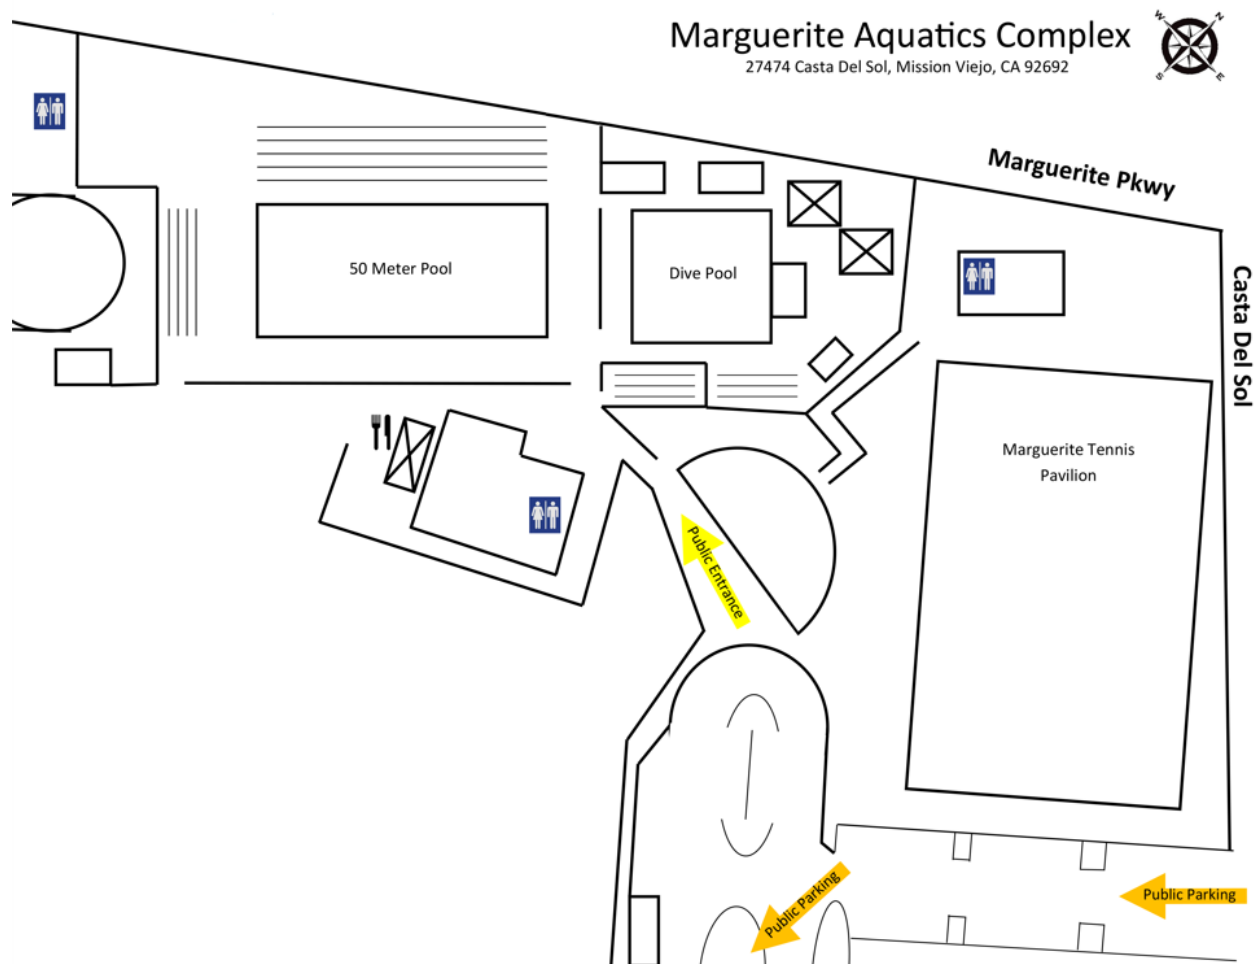 Marguerite Aquatics Complex
27474 Casta Del Sol, Mission Viejo, CA 92692
W
N
S
E
Marguerite Pkwy
Casta Del Sol
50 Meter Pool
Dive Pool
Marguerite Tennis
Pavilion
Public Entrance
Public Parking
Public Parking